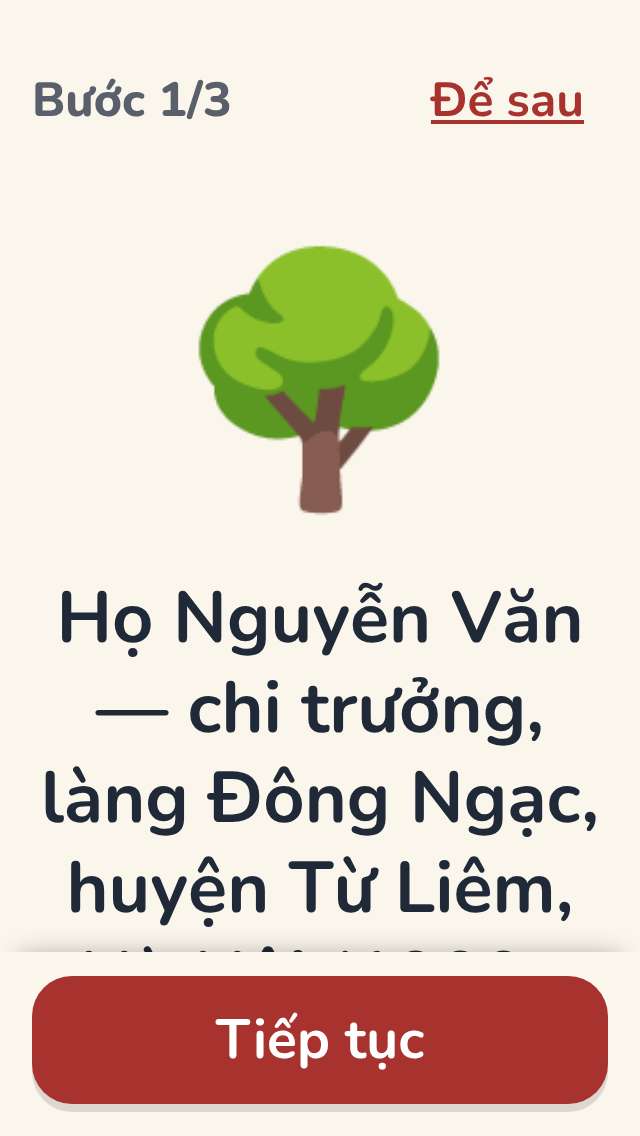 Bước 1/3
Để sau
Họ Nguyễn Văn
— chi trưởng,
làng Đông Ngạc,
huyện Từ Liêm,
Tiếp tục